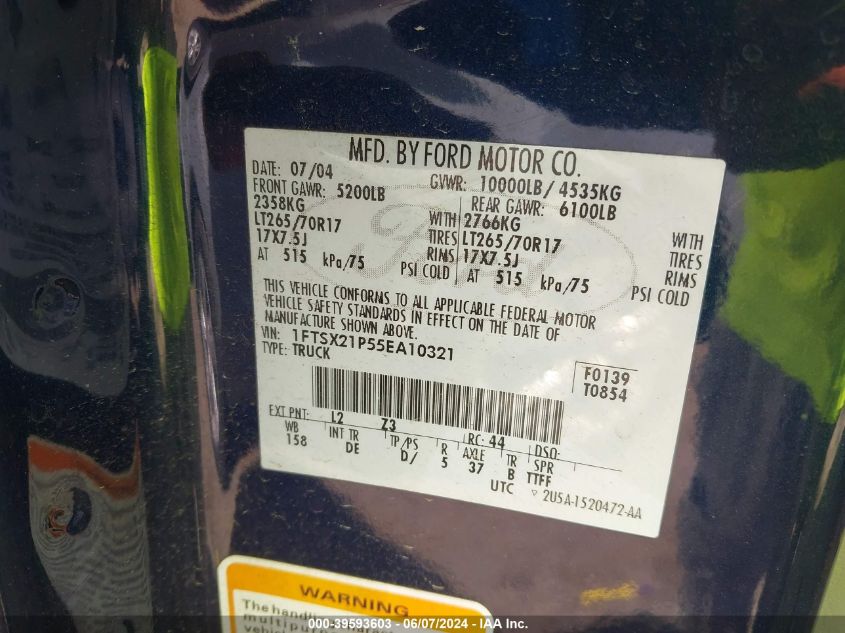 MFD. BY FORD MOTOR CO.
DATE: 07/04 GVWR: 10000LB/ 4535KG
FRONT GAWR: 5200LB REAR GAWR: 6100LB
2358KG WITH 2766KG WITH
LT265/70R17 TIRES LT265/70R17 TIRES
17X7.5J RIMS 17X7.5J RIMS
AT 515 kPa/75 PSI COLD AT 515 kPa/75 PSI COLD
THIS VEHICLE CONFORMS TO ALL APPLICABLE FEDERAL MOTOR
VEHICLE SAFETY STANDARDS IN EFFECT ON THE DATE OF
MANUFACTURE SHOWN ABOVE.
VIN: 1FTSX21P55EA10321
TYPE: TRUCK
F0139
T0854
EXT PNT: L2 Z3 RC: 44 DSO:
WB INT TR TP/PS R AXLE TR SPR
158 DE D/ 5 37 B TTFF
UTC ▽ 2U5A-1520472-AA
Ford
WARNING
The handling
multipurpose
vehicle
000-39593603 - 06/07/2024 - IAA Inc.